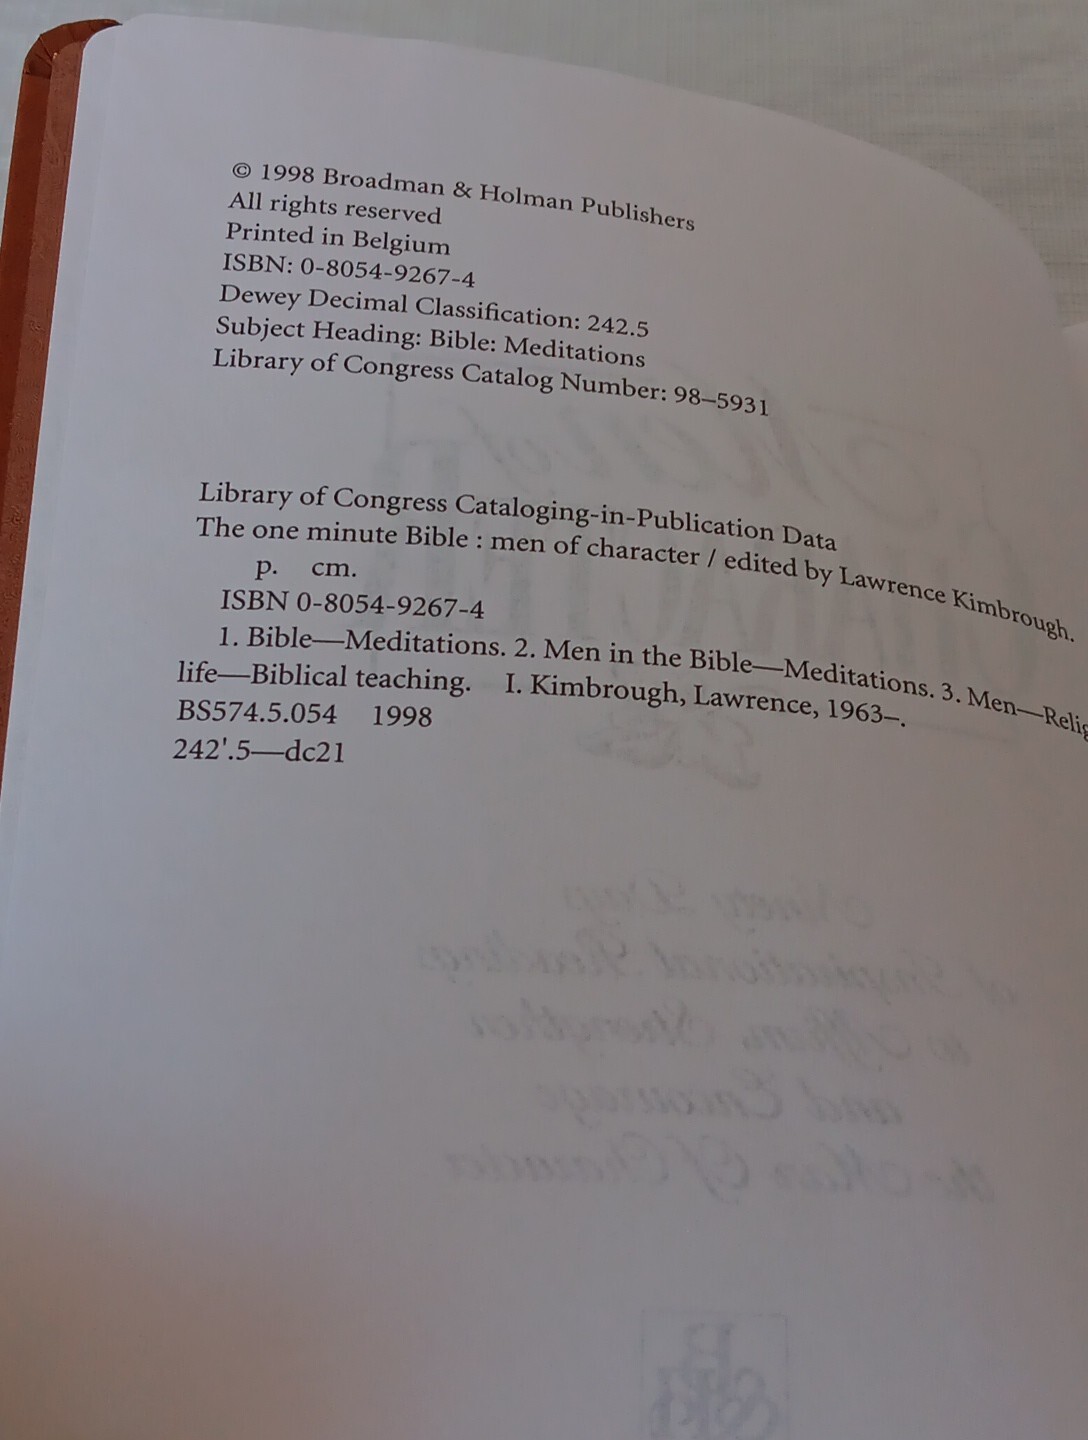 © 1998 Broadman & Holman Publishers
All rights reserved
Printed in Belgium
ISBN: 0-8054-9267-4
Dewey Decimal Classification: 242.5
Subject Heading: Bible: Meditations
Library of Congress Catalog Number: 98–5931
Library of Congress Cataloging-in-Publication Data
The one minute Bible : men of character / edited by Lawrence Kimbrough.
p. cm.
ISBN 0-8054-9267-4
1. Bible—Meditations. 2. Men in the Bible—Meditations. 3. Men—Relig
life—Biblical teaching. I. Kimbrough, Lawrence, 1963–.
BS574.5.054 1998
242'.5—dc21